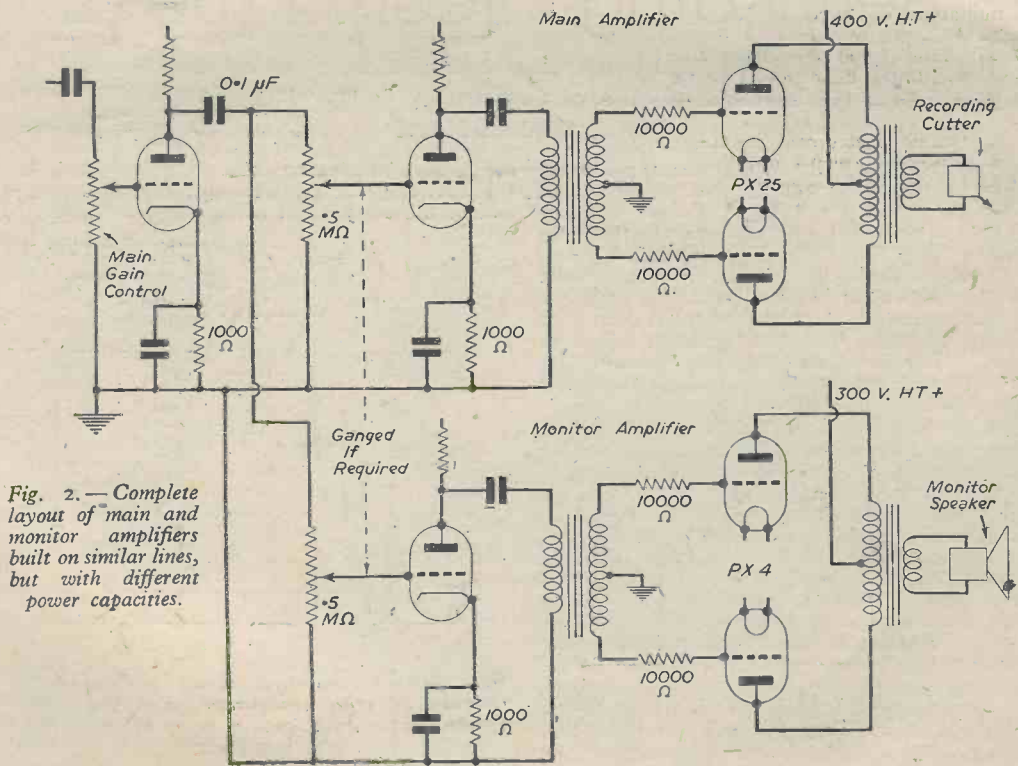 Main Amplifier
400 V. HT+
0·1 µF
Recording
Cutter
10000
Ω
PX 25
·5
MΩ
Main
Gain
Control
10000
Ω
1000
Ω
1000
Ω
300 V. HT+
Ganged
If
Required
Monitor Amplifier
Monitor
Speaker
10000
Ω
Fig. 2. — Complete
layout of main and
monitor amplifiers
built on similar lines,
but with different
power capacities.
PX 4
·5
MΩ
10000
Ω
1000
Ω